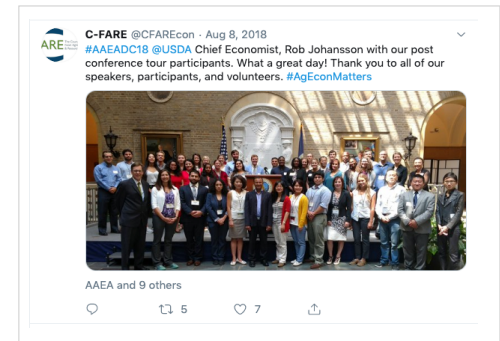 C-FARE @CFAREcon · Aug 8, 2018
#AAEADC18 @USDA Chief Economist, Rob Johansson with our post
conference tour participants. What a great day! Thank you to all of our
speakers, participants, and volunteers. #AgEconMatters
ARE
AAEA and 9 others
5
7